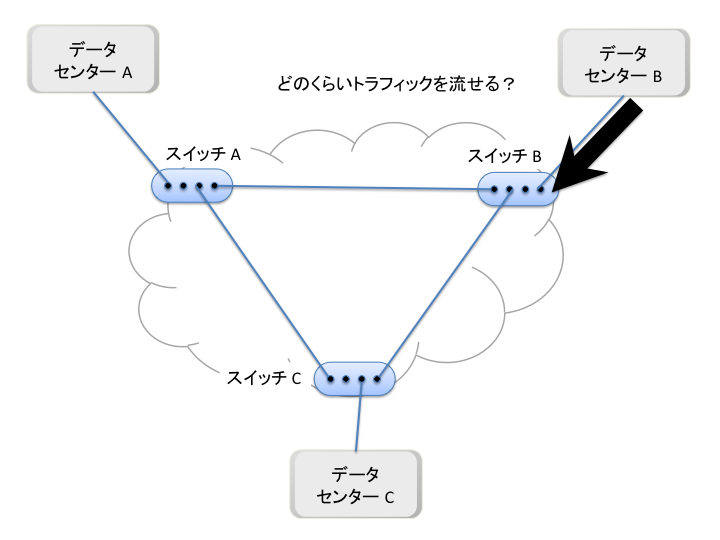 データ
センター A
データ
センター B
どのくらいトラフィックを流せる？
スイッチ A
スイッチ B
スイッチ C
データ
センター C